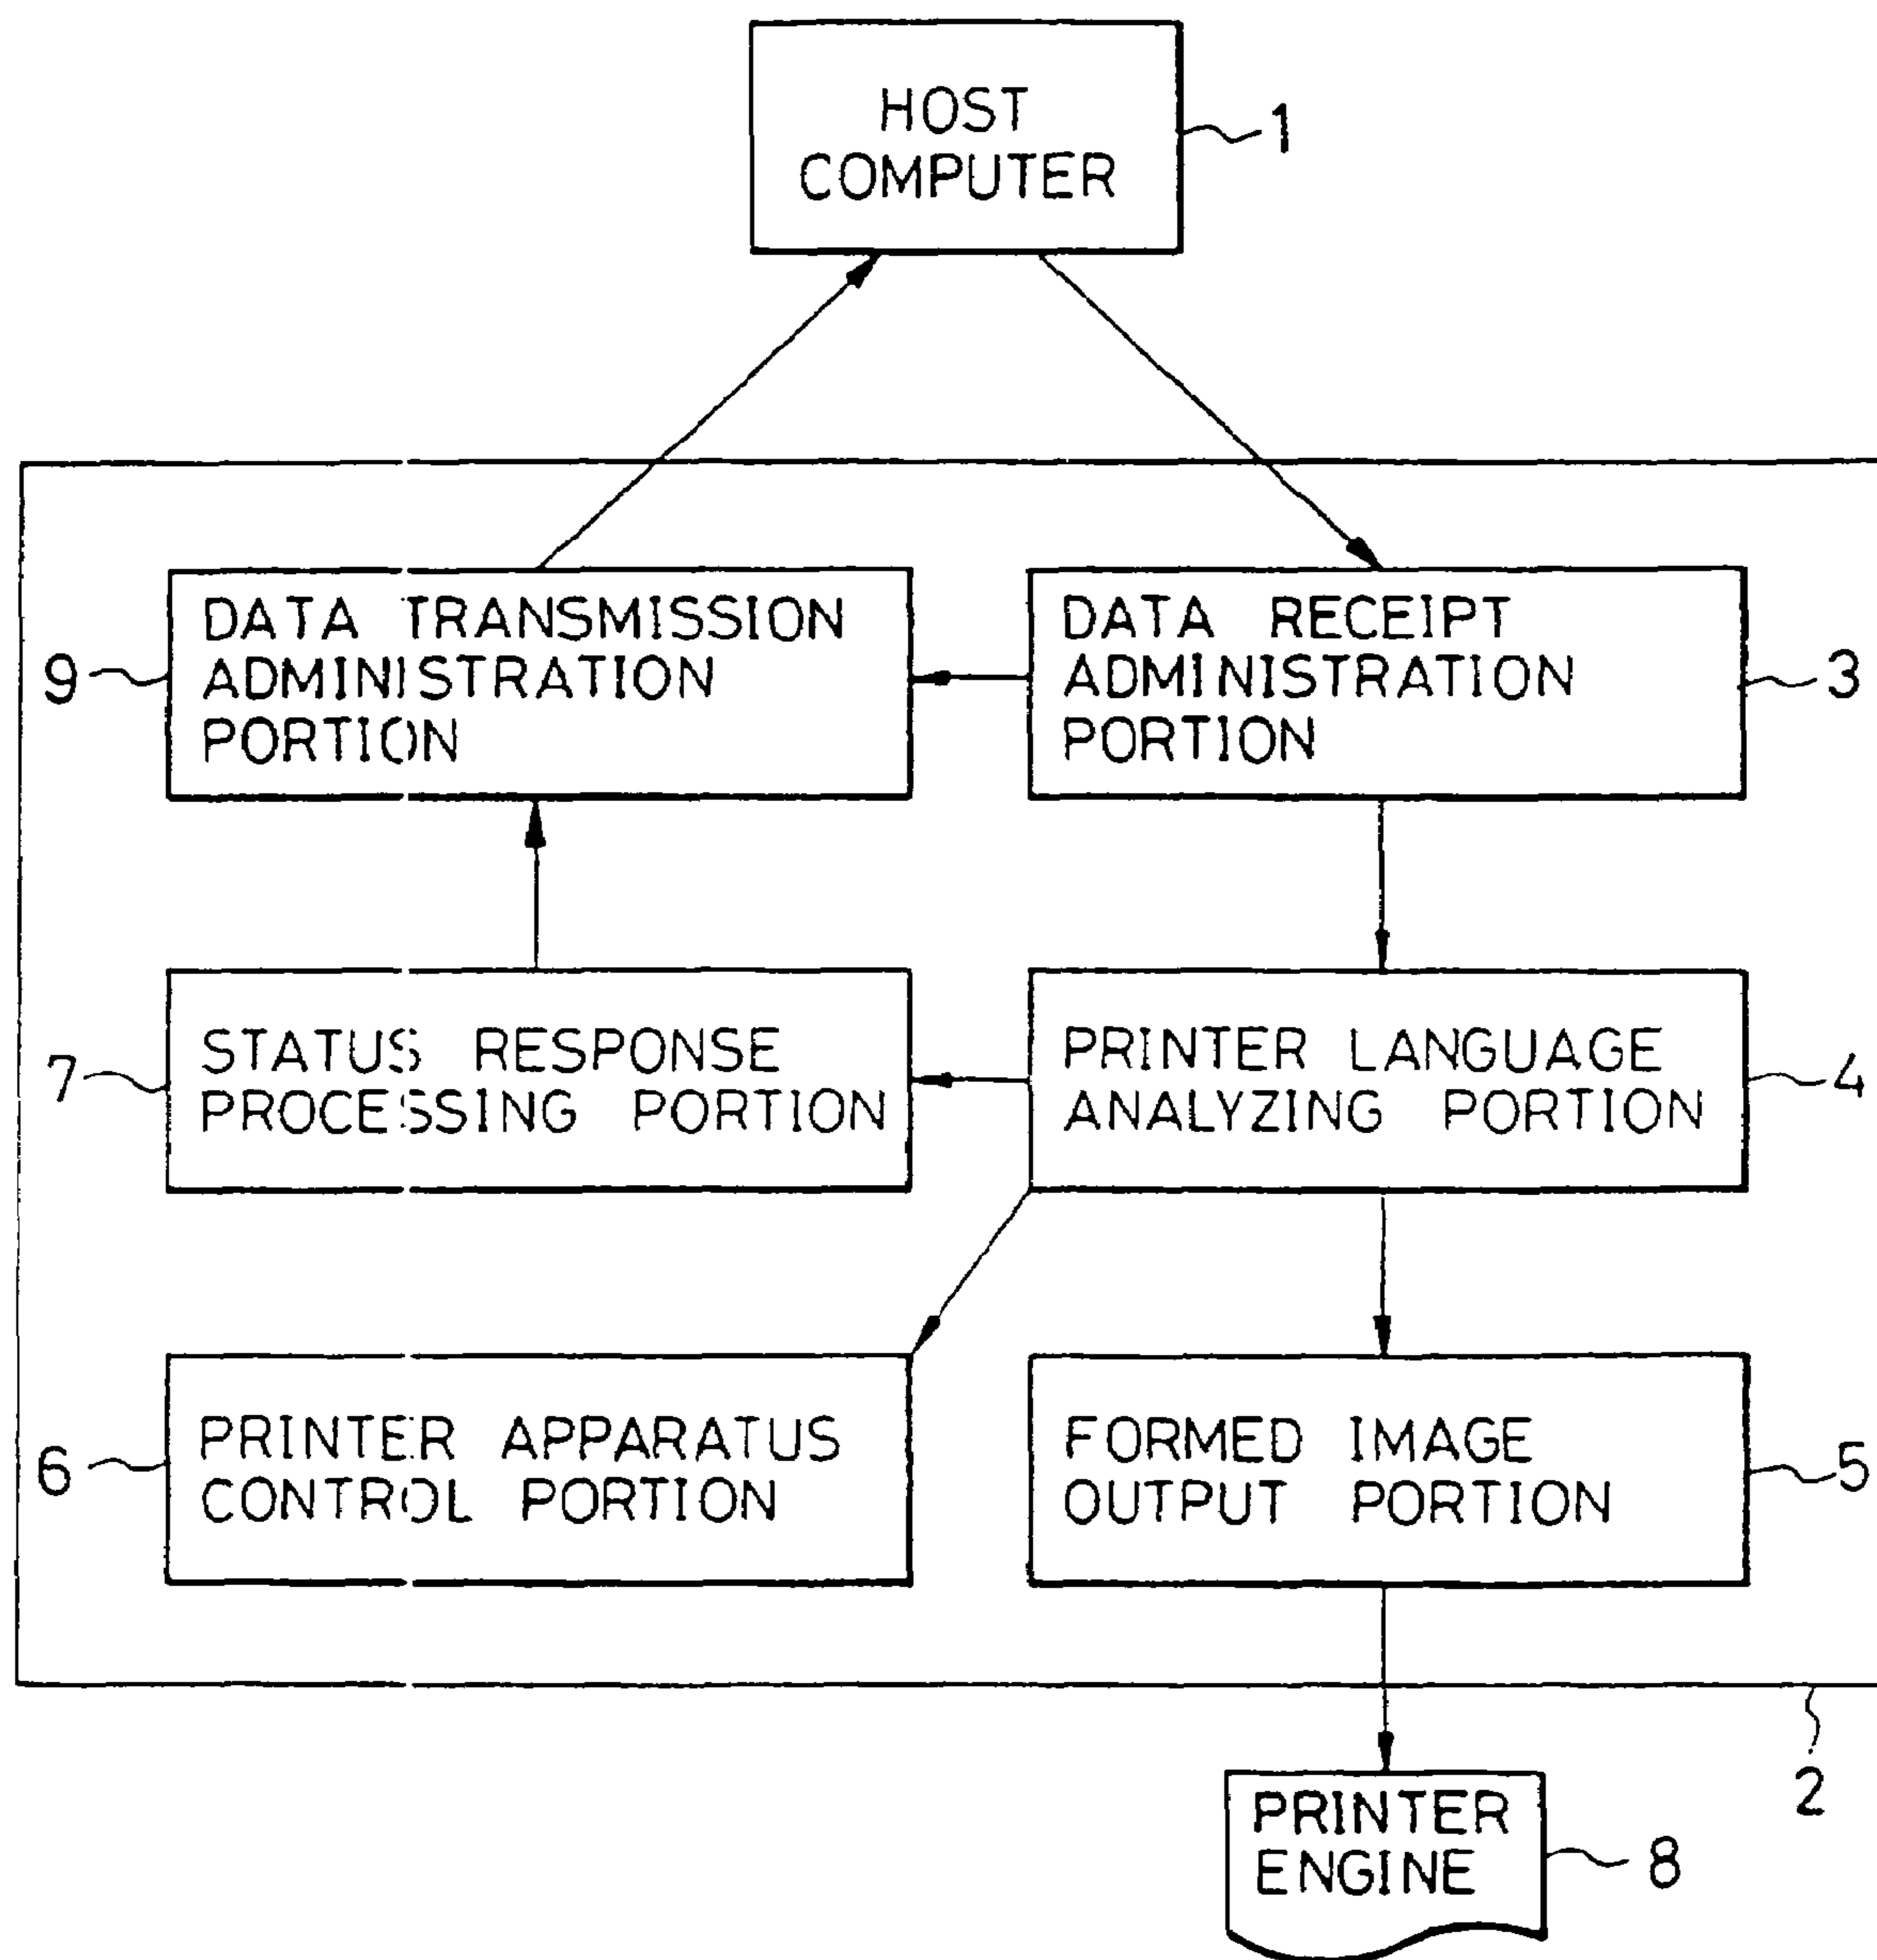 HOST
COMPUTER
1
DATA TRANSMISSION
ADMINISTRATION
PORTION
9
DATA RECEIPT
ADMINISTRATION
PORTION
3
STATUS RESPONSE
PROCESSING PORTION
7
PRINTER LANGUAGE
ANALYZING PORTION
4
PRINTER APPARATUS
CONTROL PORTION
6
FORMED IMAGE
OUTPUT PORTION
5
2
PRINTER
ENGINE
8